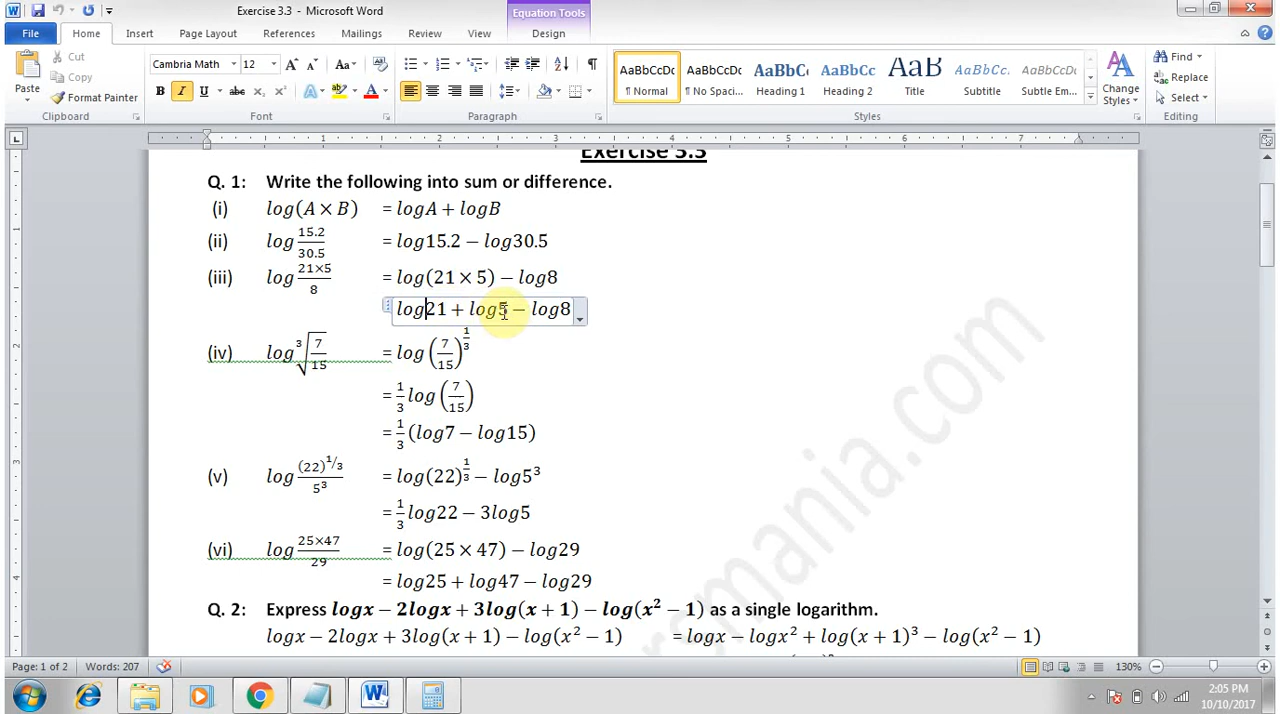 Exercise 3.3 - Microsoft Word
Equation Tools
File Home Insert Page Layout References Mailings Review View Design
Cut
Copy
Format Painter
Paste
Clipboard
Cambria Math 12
Font
Paragraph
AaBbCcDc AaBbCcDc AaBbCc AaBbCc AaB AaBbCc AaBbCcDc
¶ Normal ¶ No Spaci... Heading 1 Heading 2 Title Subtitle Subtle Em...
Change Styles
Styles
Find
Replace
Select
Editing
1 2 3 4 5 6 7
Exercise 3.3
Q. 1: Write the following into sum or difference.
(i) log(A × B) = logA + logB
(ii) log 15.2/30.5 = log15.2 − log30.5
(iii) log 21×5/8 = log(21 × 5) − log8
log21 + log5 − log8
(iv) log ∛(7/15) = log (7/15)^(1/3)
= 1/3 log (7/15)
= 1/3 (log7 − log15)
(v) log (22)^(1/3)/5³ = log(22)^(1/3) − log5³
= 1/3 log22 − 3log5
(vi) log 25×47/29 = log(25 × 47) − log29
= log25 + log47 − log29
Q. 2: Express logx − 2logx + 3log(x + 1) − log(x² − 1) as a single logarithm.
logx − 2logx + 3log(x + 1) − log(x² − 1) = logx − logx² + log(x + 1)³ − log(x² − 1)
Page: 1 of 2 Words: 207 130%
2:05 PM
10/10/2017